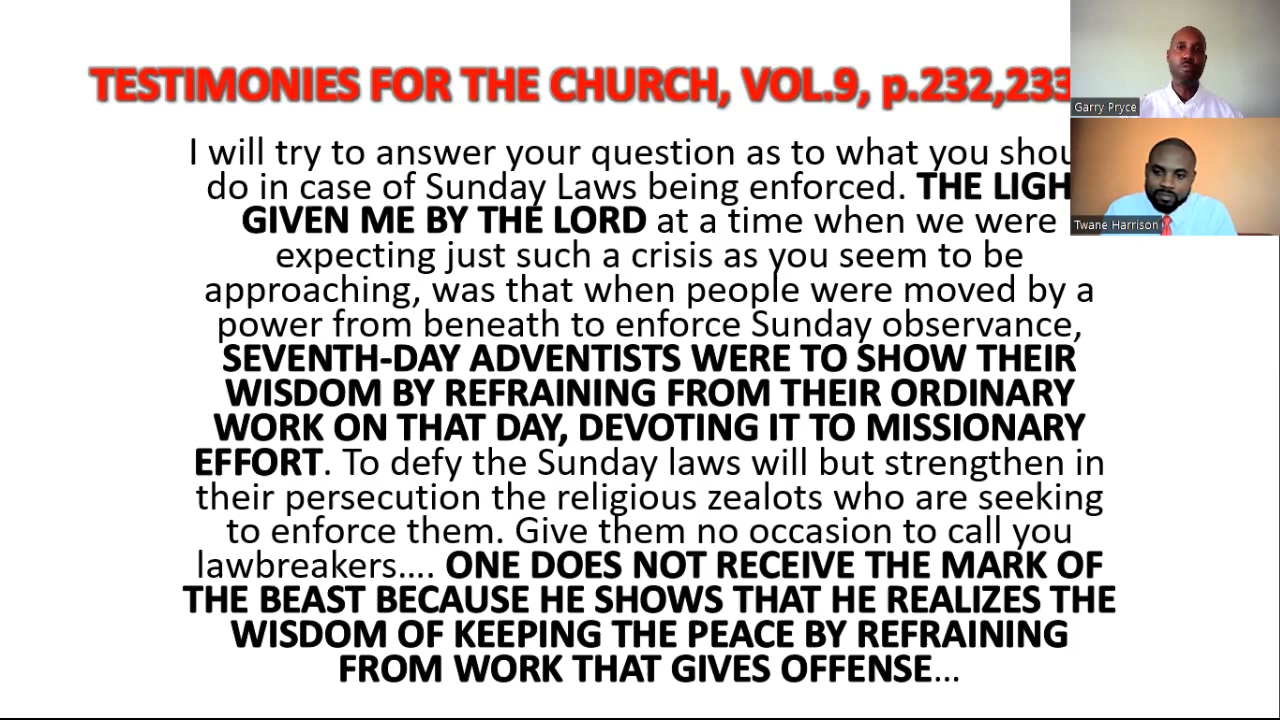 TESTIMONIES FOR THE CHURCH, VOL.9, p.232,233
Garry Pryce
I will try to answer your question as to what you
do in case of Sunday Laws being enforced. THE
GIVEN ME BY THE LORD at a time when we were
Twane Harrison
expecting just such a crisis as you seem to be
approaching, was that when people were moved by a
power from beneath to enforce Sunday observance,
SEVENTH-DAY ADVENTISTS WERE TO SHOW THEIR
WISDOM BY REFRAINING FROM THEIR ORDINARY
WORK ON THAT DAY, DEVOTING IT TO MISSIONARY
EFFORT. To defy the Sunday laws will but strengthen in
their persecution the religious zealots who are seeking
to enforce them. Give them no occasion to call you
lawbreakers.... ONE DOES NOT RECEIVE THE MARK OF
THE BEAST BECAUSE HE SHOWS THAT HE REALIZES THE
WISDOM OF KEEPING THE PEACE BY REFRAINING
FROM WORK THAT GIVES OFFENSE...